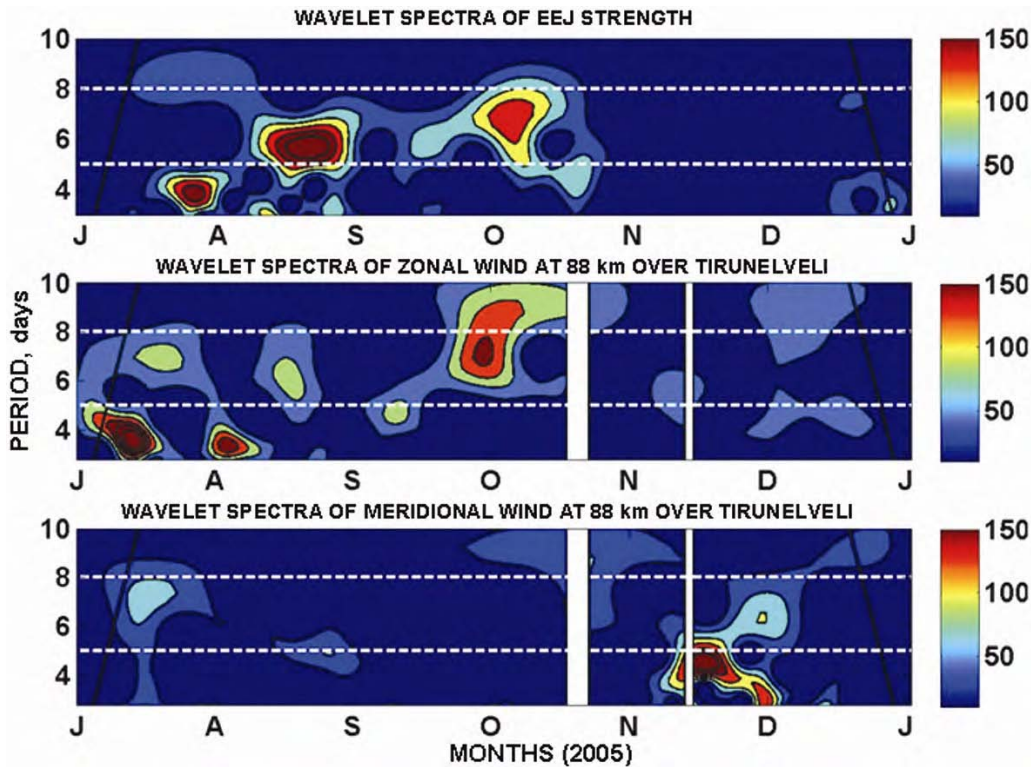 WAVELET SPECTRA OF EEJ STRENGTH
10
8
6
4
J A S O N D J
150
100
50
WAVELET SPECTRA OF ZONAL WIND AT 88 km OVER TIRUNELVELI
10
8
6
4
J A S O N D J
150
100
50
PERIOD, days
WAVELET SPECTRA OF MERIDIONAL WIND AT 88 km OVER TIRUNELVELI
10
8
6
4
J A S O N D J
150
100
50
MONTHS (2005)